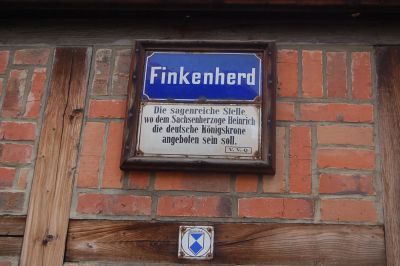 Finkenherd
Die sagenreiche Stelle
wo dem Sachsenherzoge Heinrich
die deutsche Königskrone
angeboten sein soll.
V.V.Q.